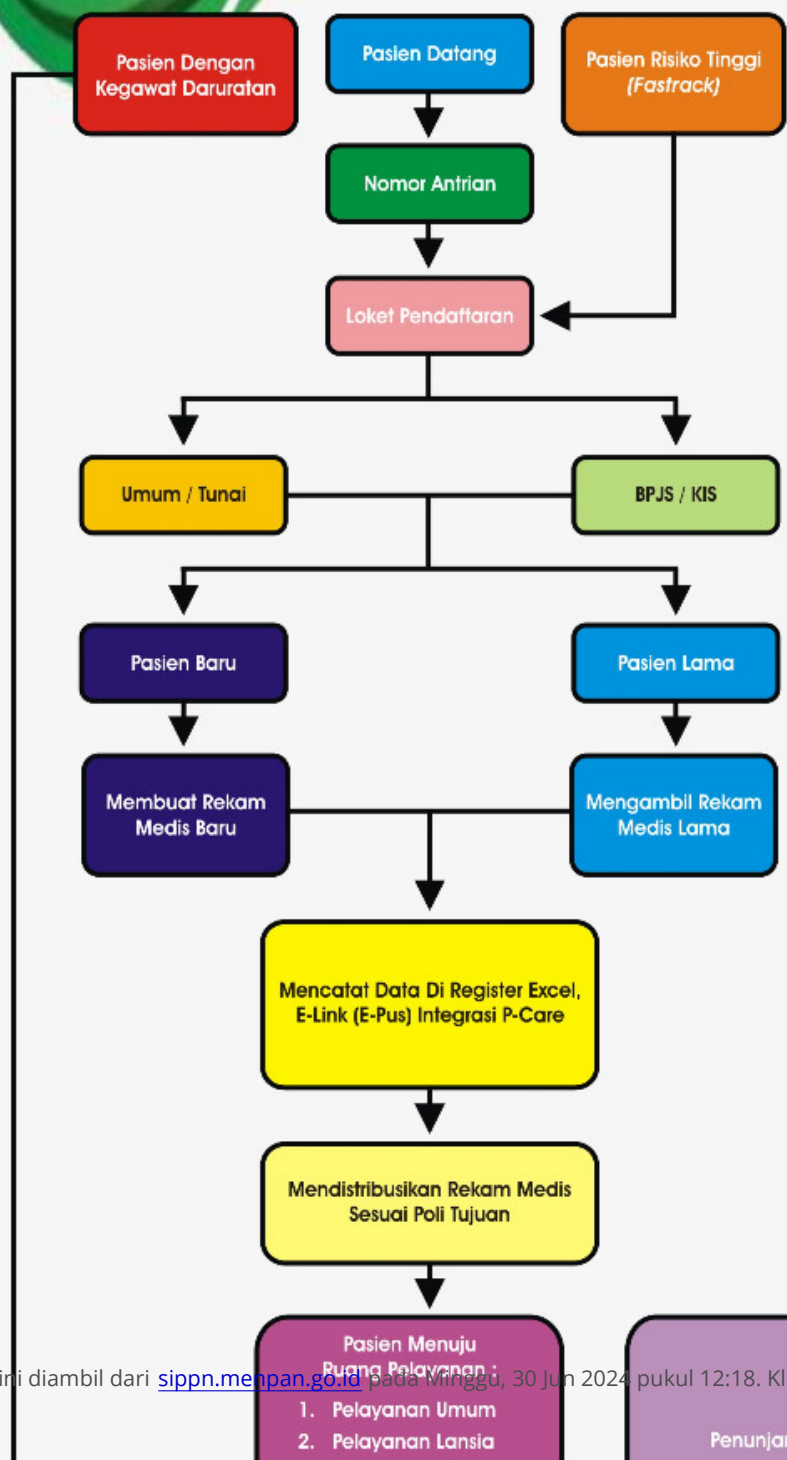 Pasien Dengan
Kegawat Daruratan
Pasien Datang
Pasien Risiko Tinggi
(Fastrack)
Nomor Antrian
Loket Pendaftaran
Umum / Tunai
BPJS / KIS
Pasien Baru
Pasien Lama
Membuat Rekam
Medis Baru
Mengambil Rekam
Medis Lama
Mencatat Data Di Register Excel,
E-Link (E-Pus) Integrasi P-Care
Mendistribusikan Rekam Medis
Sesuai Poli Tujuan
Pasien Menuju
Ruang Pelayanan :
ini diambil dari sippn.menpan.go.id pada Minggu, 30 Jun 2024 pukul 12:18. Kl
1. Pelayanan Umum
2. Pelayanan Lansia
Penunjan